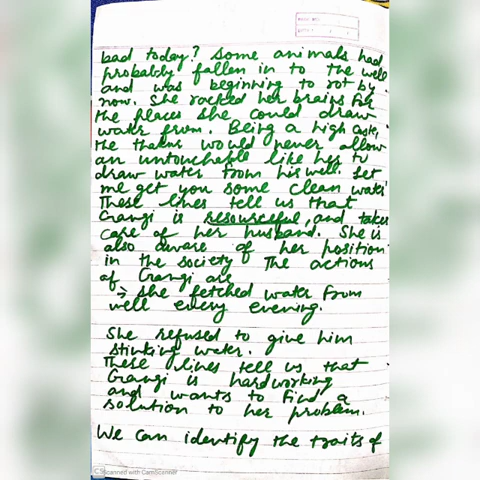 bad today? Some animals had
probably fallen in to the well
and was beginning to rot by
now. She racked her brains for
the places she could draw
water from. Being a high caste,
the thakur would never allow
an untouchable like her to
draw water from his well. Let
me get you some clean water
These lines tell us that
Gangi is resourceful, and takes
care of her husband. She is
also aware of her position
in the society. The actions
of Gangi are
→ She fetched water from
well every evening.
She refused to give him
stinking water.
These lines tell us that
Gangi is hardworking
and wants to find a
solution to her problem.
We can identify the traits of
Scanned with CamScanner